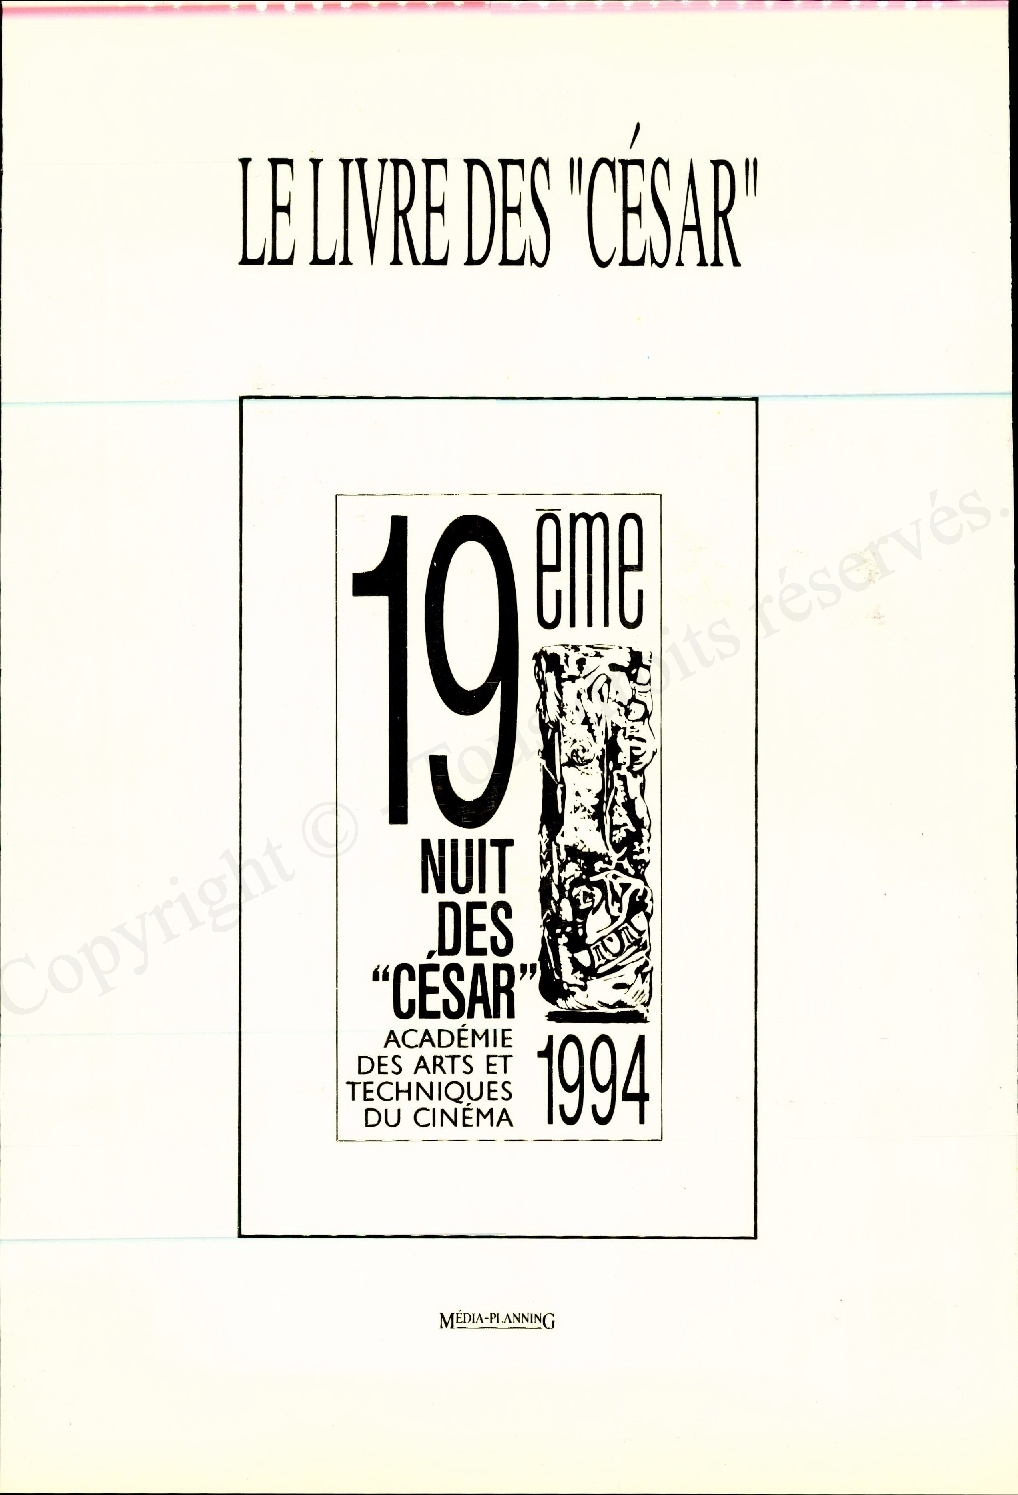 LE LIVRE DES "CÉSAR"
19ème
NUIT
DES
“CÉSAR”
ACADÉMIE
DES ARTS ET
TECHNIQUES
DU CINÉMA
1994
MÉDIA-PLANNING
Copyright © - Tous droits réservés.